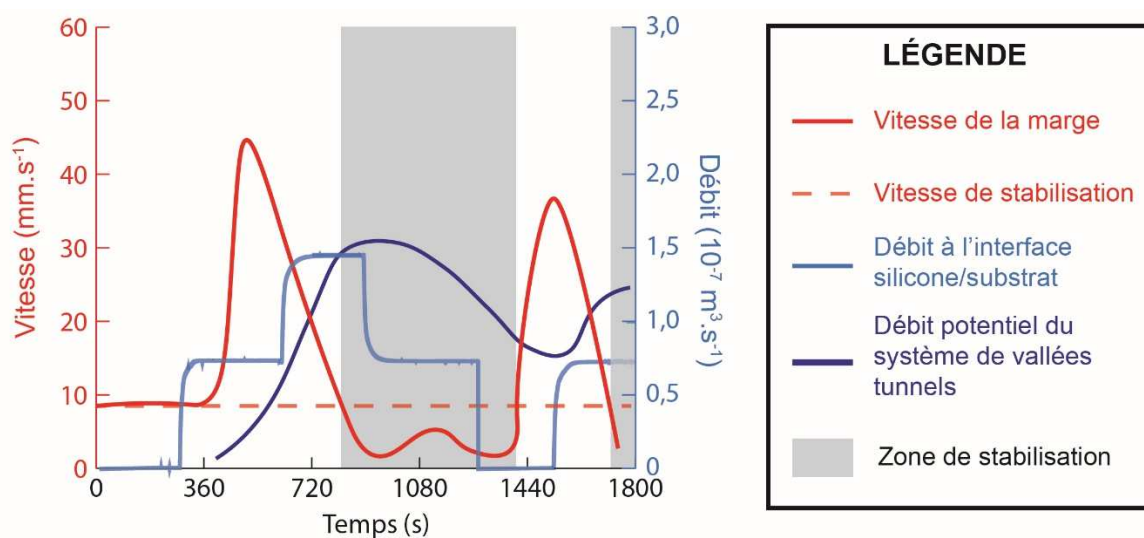 60
50
40
30
20
10
0
Vitesse (mm.s⁻¹)
0
360
720
1080
1440
1800
Temps (s)
3,0
2,5
2,0
1,5
1,0
0,5
0
Débit (10⁻⁷ m³.s⁻¹)
LÉGENDE
Vitesse de la marge
Vitesse de stabilisation
Débit à l'interface
silicone/substrat
Débit potentiel du
système de vallées
tunnels
Zone de stabilisation